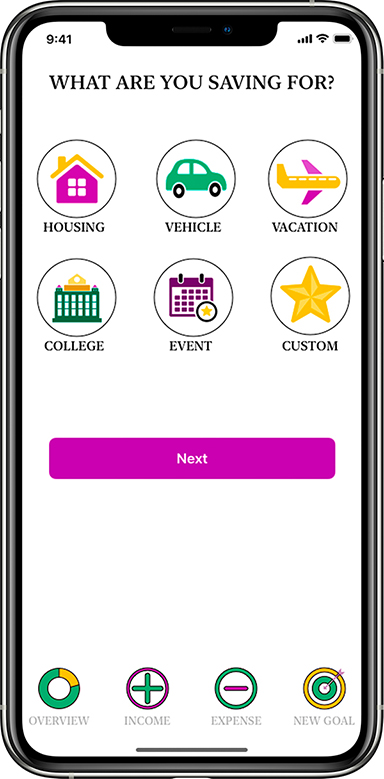 9:41
WHAT ARE YOU SAVING FOR?
HOUSING VEHICLE VACATION
COLLEGE EVENT CUSTOM
Next
OVERVIEW INCOME EXPENSE NEW GOAL